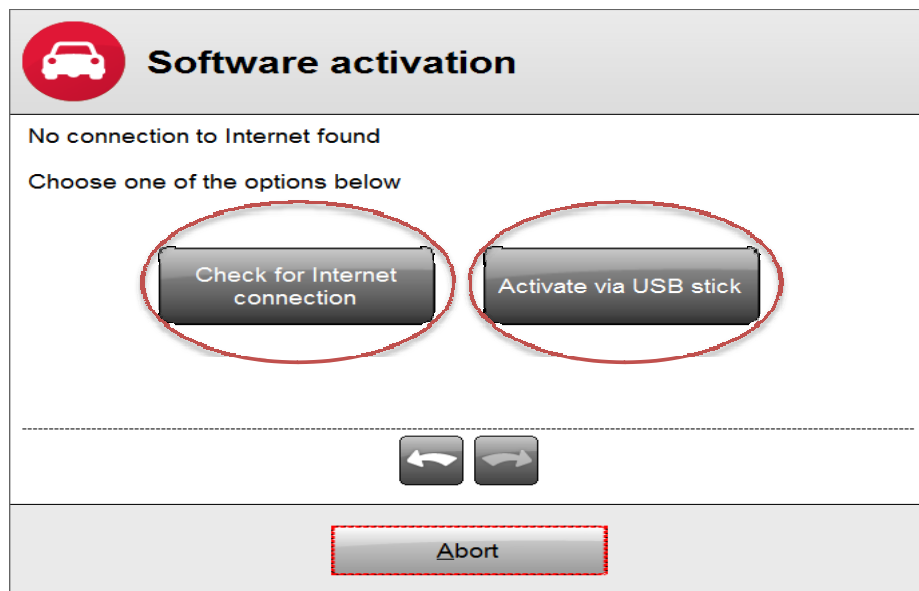 Software activation
No connection to Internet found
Choose one of the options below
Check for Internet
connection
Activate via USB stick
Abort